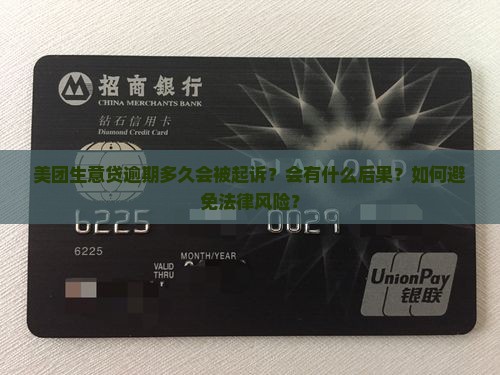 招商銀行
CHINA MERCHANTS BANK
钻石信用卡
Diamond Credit Card
DIAMOND
美团生意贷逾期多久会被起诉？会有什么后果？如何避
免法律风险？
6225 0029
6225
MONTH/YEAR
VALID
THRU
UnionPay
银联